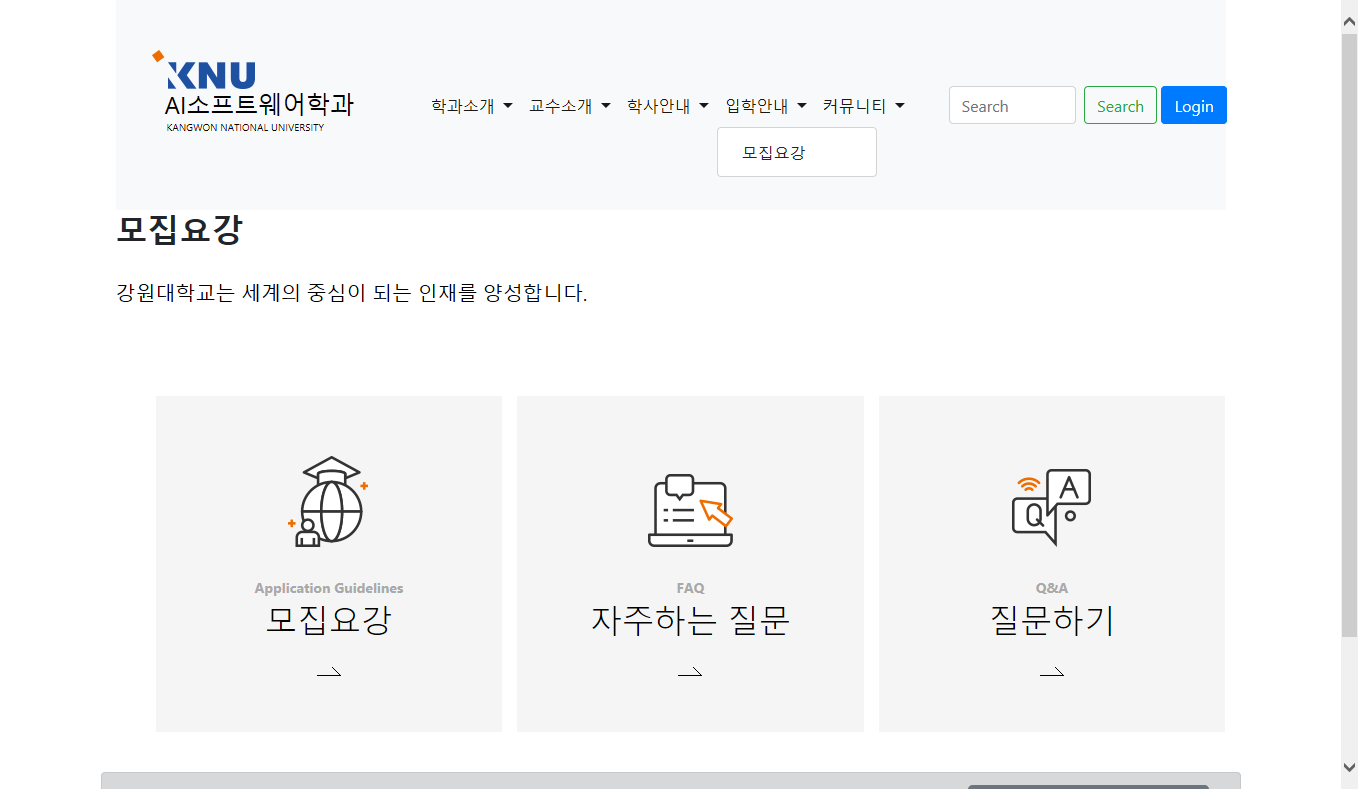 KNU
AI소프트웨어학과
KANGWON NATIONAL UNIVERSITY
학과소개 교수소개 학사안내 입학안내 커뮤니티 Search Search Login
모집요강
모집요강
강원대학교는 세계의 중심이 되는 인재를 양성합니다.
A
Q
Application Guidelines FAQ Q&A
모집요강 자주하는 질문 질문하기